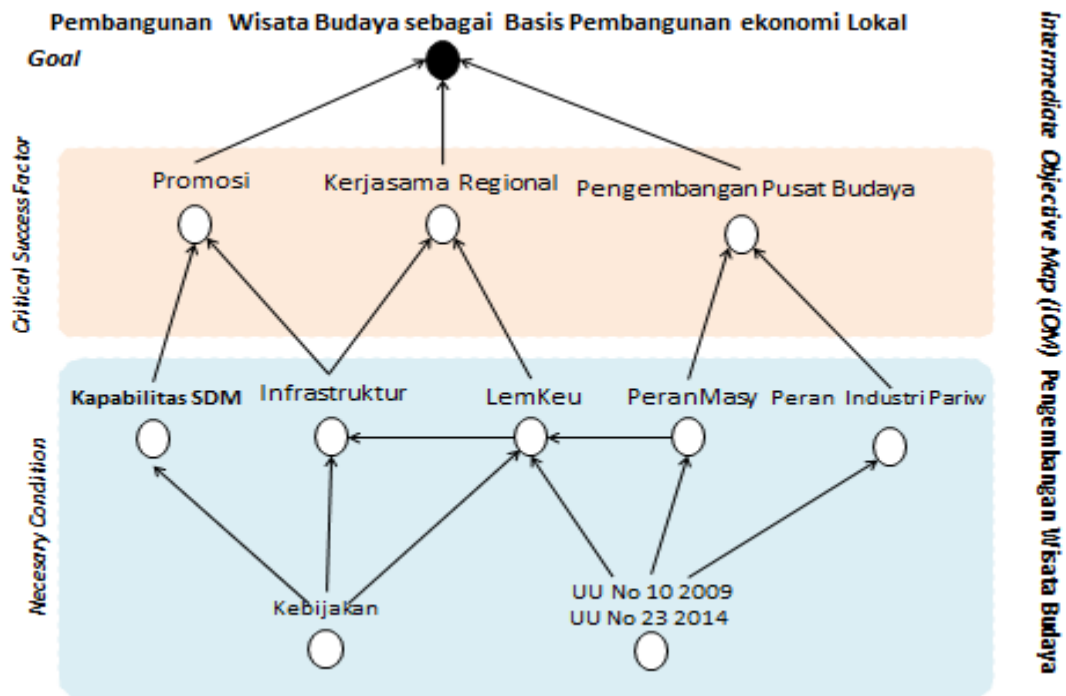 Pembangunan Wisata Budaya sebagai Basis Pembangunan ekonomi Lokal
Goal
Critical Success Factor
Promosi
Kerjasama Regional
Pengembangan Pusat Budaya
Necesary Condition
Kapabilitas SDM
Infrastruktur
LemKeu
PeranMasy
Peran Industri Pariw
Kebijakan
UU No 10 2009
UU No 23 2014
Intermediate Objective Map (IOM) Pengembangan Wisata Budaya